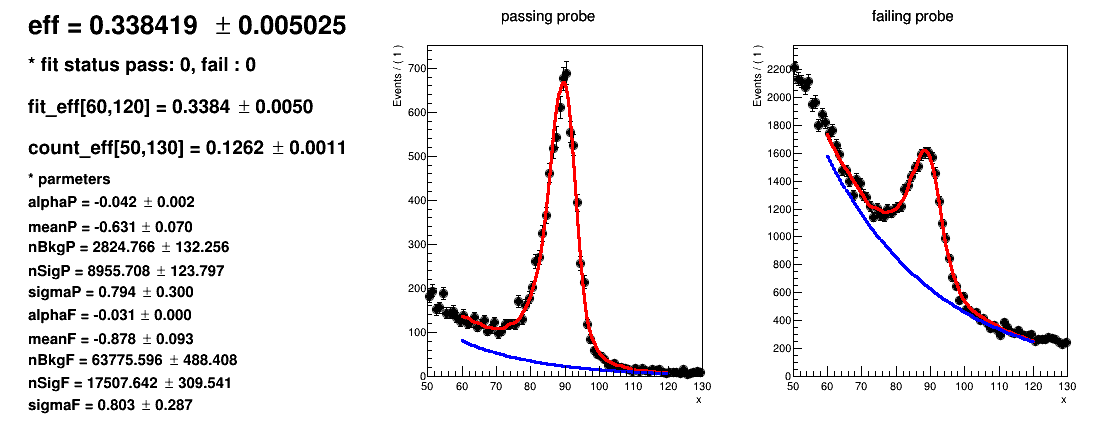 eff = 0.338419 ± 0.005025
* fit status pass: 0, fail : 0
fit_eff[60,120] = 0.3384 ± 0.0050
count_eff[50,130] = 0.1262 ± 0.0011
* parmeters
alphaP = -0.042 ± 0.002
meanP = -0.631 ± 0.070
nBkgP = 2824.766 ± 132.256
nSigP = 8955.708 ± 123.797
sigmaP = 0.794 ± 0.300
alphaF = -0.031 ± 0.000
meanF = -0.878 ± 0.093
nBkgF = 63775.596 ± 488.408
nSigF = 17507.642 ± 309.541
sigmaF = 0.803 ± 0.287
passing probe
Events / ( 1 )
700
600
500
400
300
200
100
0
50 60 70 80 90 100 110 120 130
x
failing probe
Events / ( 1 )
2200
2000
1800
1600
1400
1200
1000
800
600
400
200
0
50 60 70 80 90 100 110 120 130
x